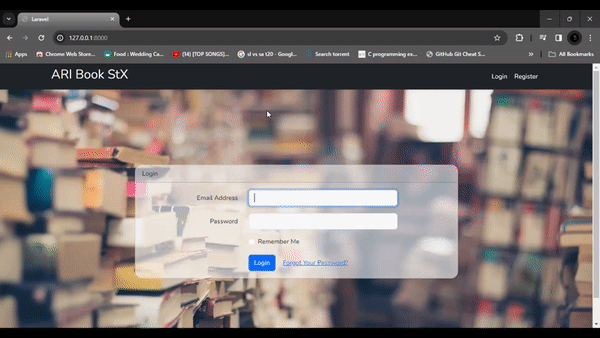 Laravel
127.0.0.1:8000
Apps
Chrome Web Store...
Food : Wedding Ca...
(14) [TOP SONGS]...
sl vs sa t20 - Googl...
Search torrent
C programming ex...
GitHub Git Cheat S...
All Bookmarks
ARI Book StX
Login
Register
Login
Email Address
Password
Remember Me
Login
Forgot Your Password?